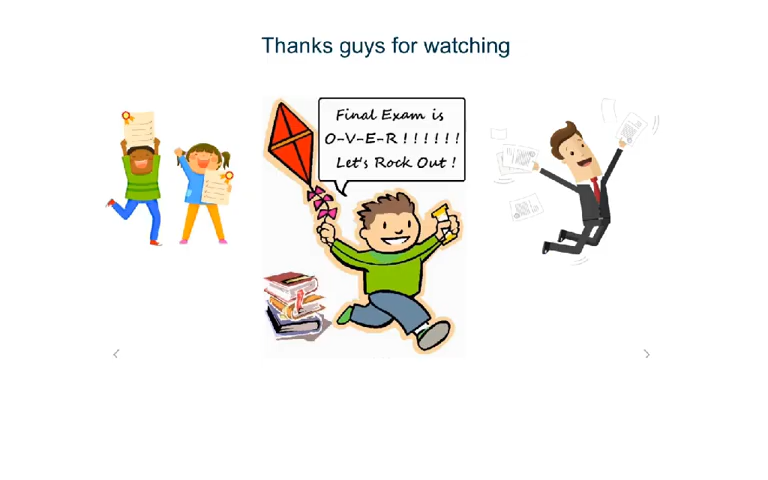 Thanks guys for watching
Final Exam is
O-V-E-R ! ! ! ! ! !
Let's Rock Out !